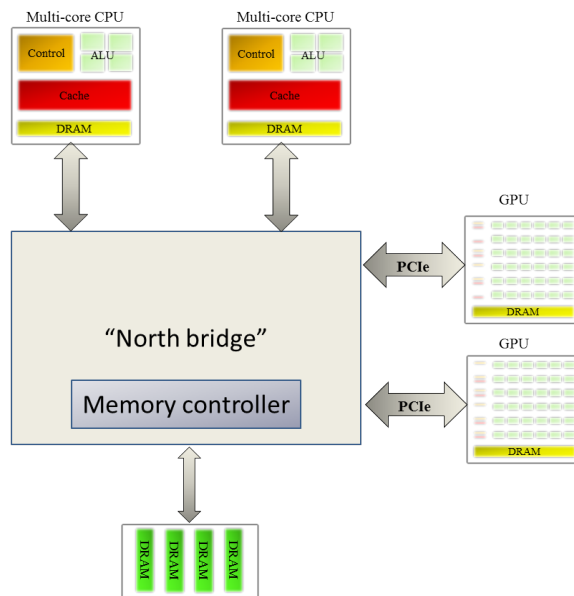 Multi-core CPU
Multi-core CPU
Control
ALU
Cache
DRAM
Control
ALU
Cache
DRAM
GPU
DRAM
PCIe
GPU
DRAM
PCIe
“North bridge”
Memory controller
DRAM
DRAM
DRAM
DRAM